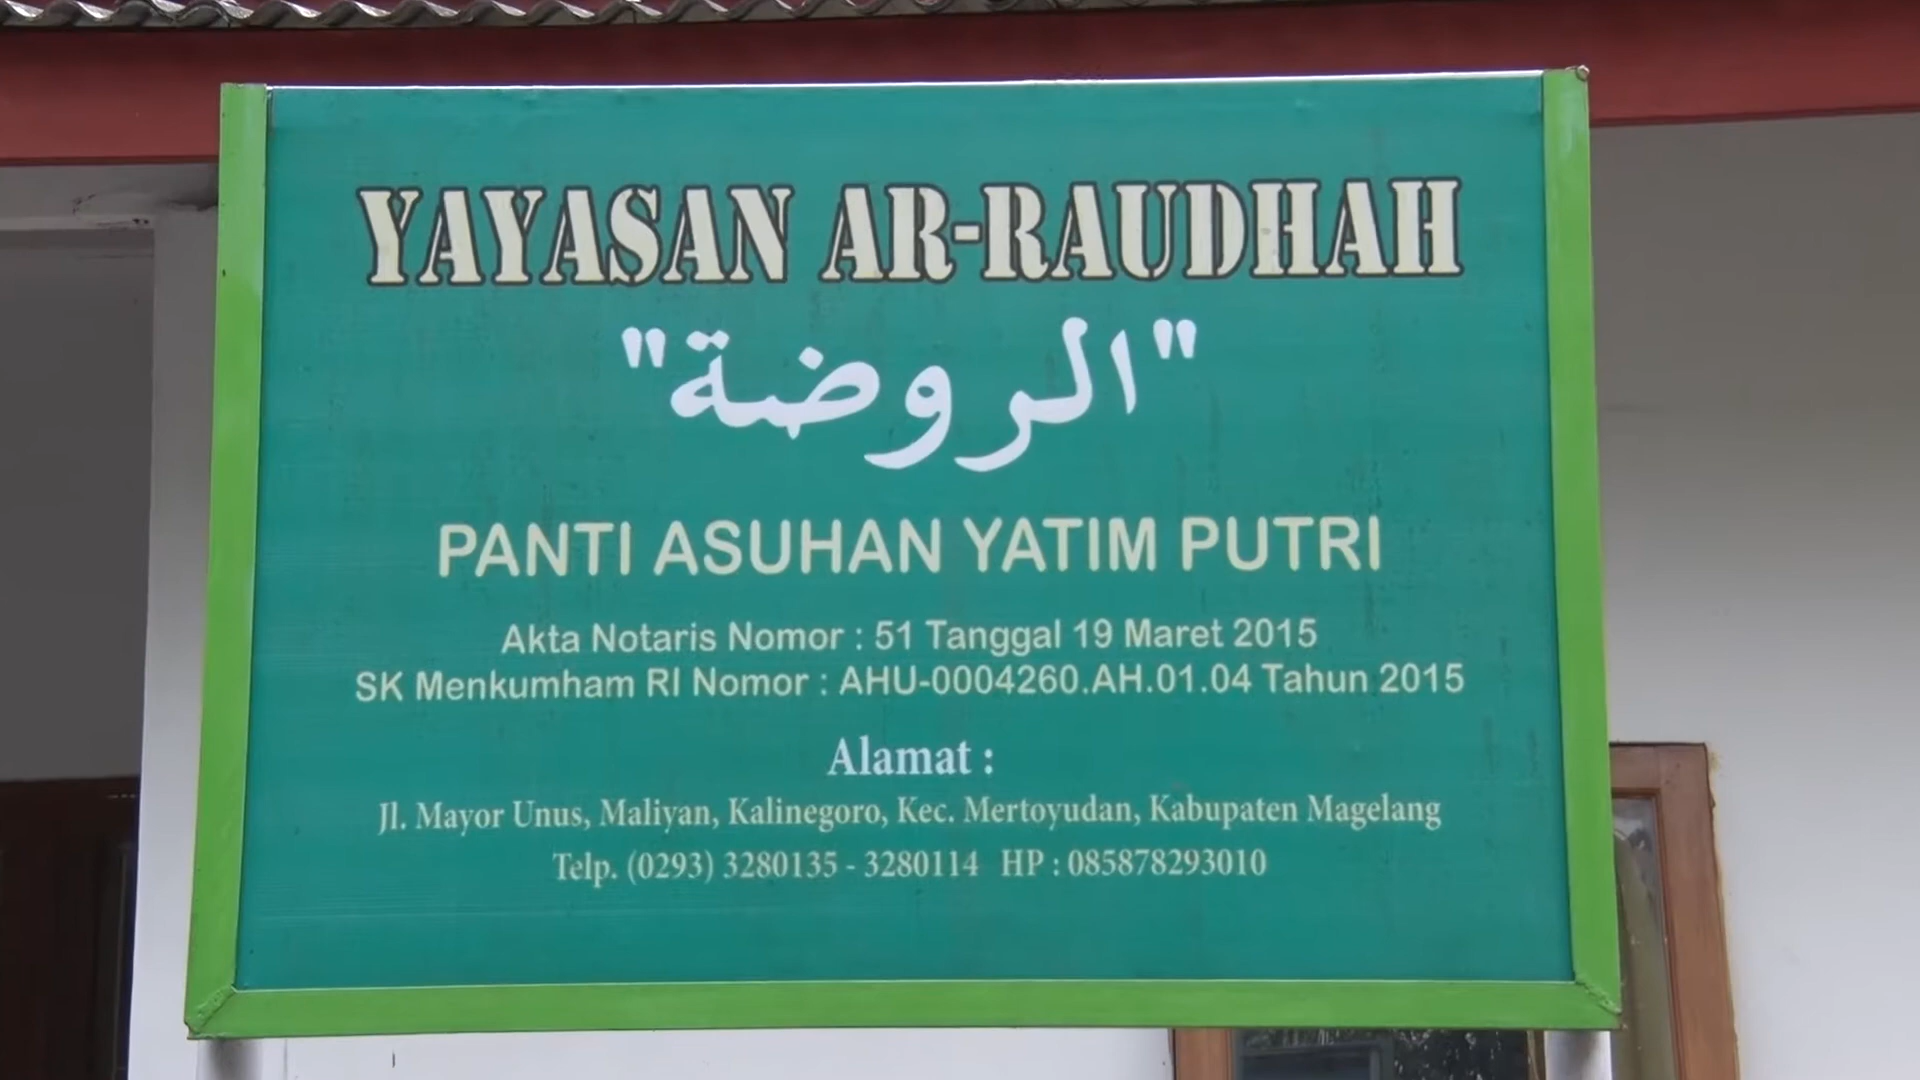 YAYASAN AR-RAUDHAH
"الروضة"
PANTI ASUHAN YATIM PUTRI
Akta Notaris Nomor : 51 Tanggal 19 Maret 2015
SK Menkumham RI Nomor : AHU-0004260.AH.01.04 Tahun 2015
Alamat :
Jl. Mayor Unus, Maliyan, Kalinegoro, Kec. Mertoyudan, Kabupaten Magelang
Telp. (0293) 3280135 - 3280114 HP : 085878293010